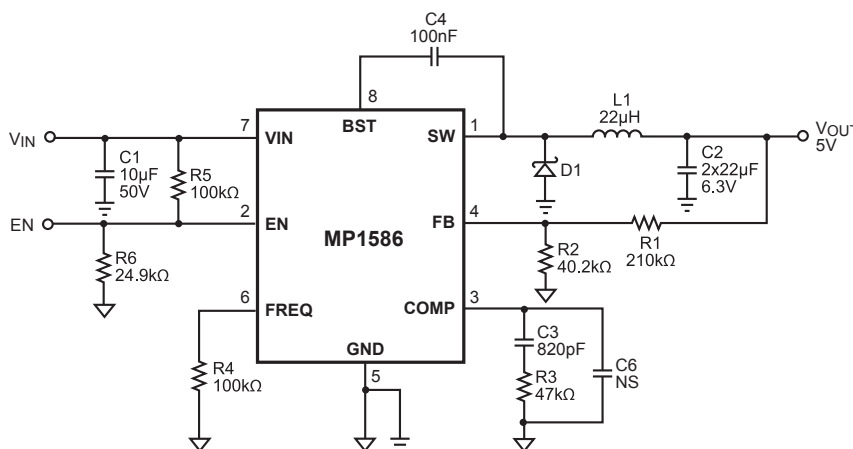 C4
100nF
8
BST
L1
22µH
VIN
7
VIN
SW
1
VOUT
5V
C1
10µF
50V
R5
100kΩ
D1
C2
2x22µF
6.3V
EN
2
EN
MP1586
FB
4
R1
210kΩ
R2
40.2kΩ
R6
24.9kΩ
6
FREQ
COMP
3
C3
820pF
C6
NS
R3
47kΩ
GND
5
R4
100kΩ